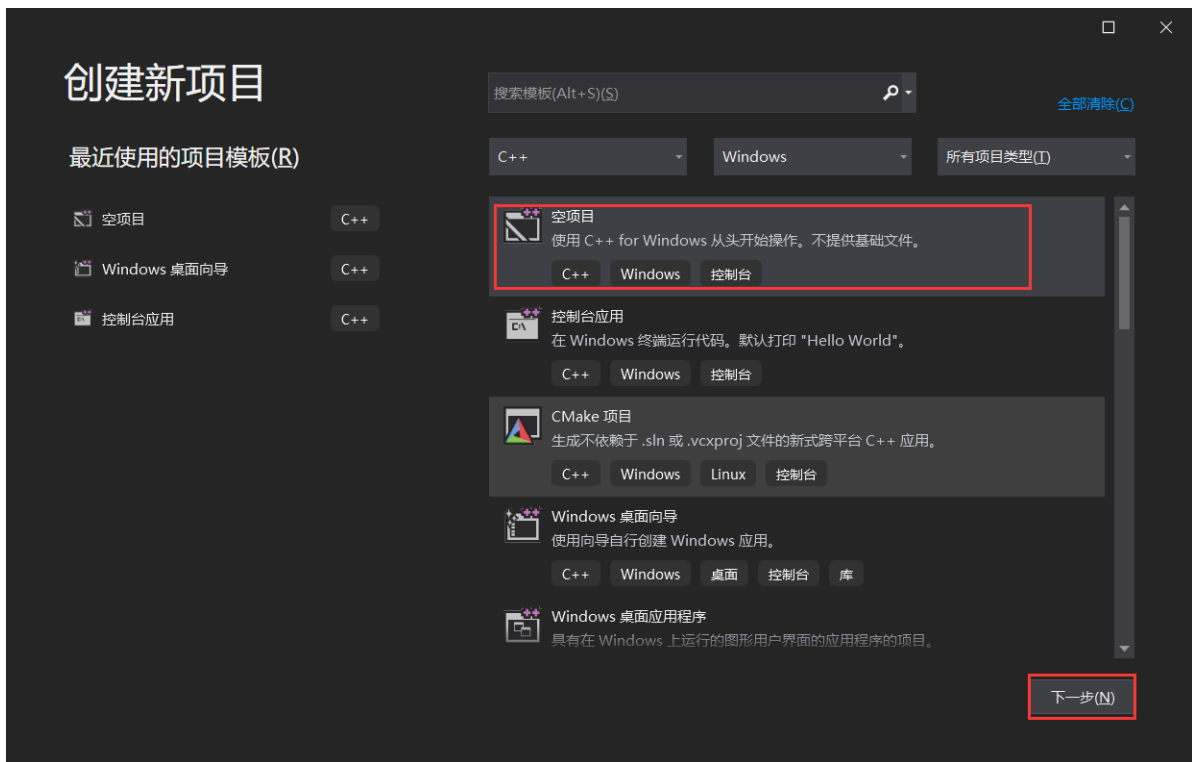 创建新项目
最近使用的项目模板(R)
空项目 C++
Windows 桌面向导 C++
控制台应用 C++
搜索模板(Alt+S)(S)
全部清除(C)
C++ Windows 所有项目类型(T)
空项目
使用 C++ for Windows 从头开始操作。不提供基础文件。
C++ Windows 控制台
控制台应用
在 Windows 终端运行代码。默认打印 "Hello World"。
C++ Windows 控制台
CMake 项目
生成不依赖于 .sln 或 .vcxproj 文件的新式跨平台 C++ 应用。
C++ Windows Linux 控制台
Windows 桌面向导
使用向导自行创建 Windows 应用。
C++ Windows 桌面 控制台 库
Windows 桌面应用程序
具有在 Windows 上运行的图形用户界面的应用程序的项目。
下一步(N)